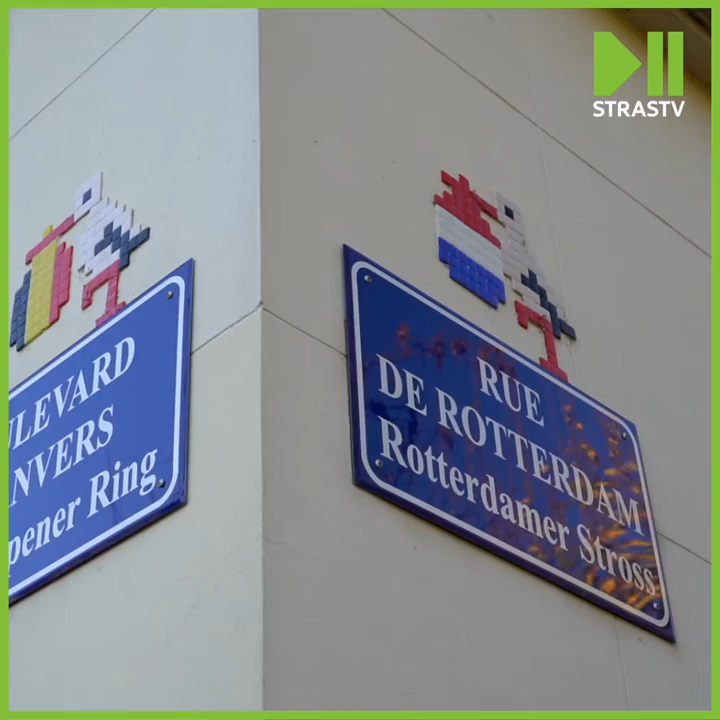 STRASTV
ULEVARD
NVERS
pener Ring
RUE
DE ROTTERDAM
Rotterdamer Stross